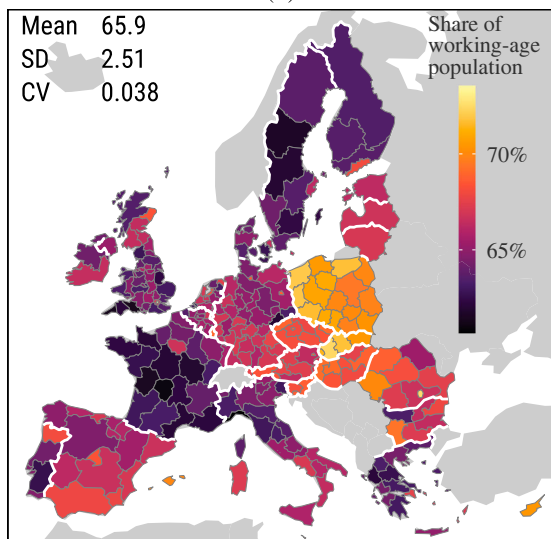 Mean 65.9
SD 2.51
CV 0.038
Share of
working-age
population
70%
65%